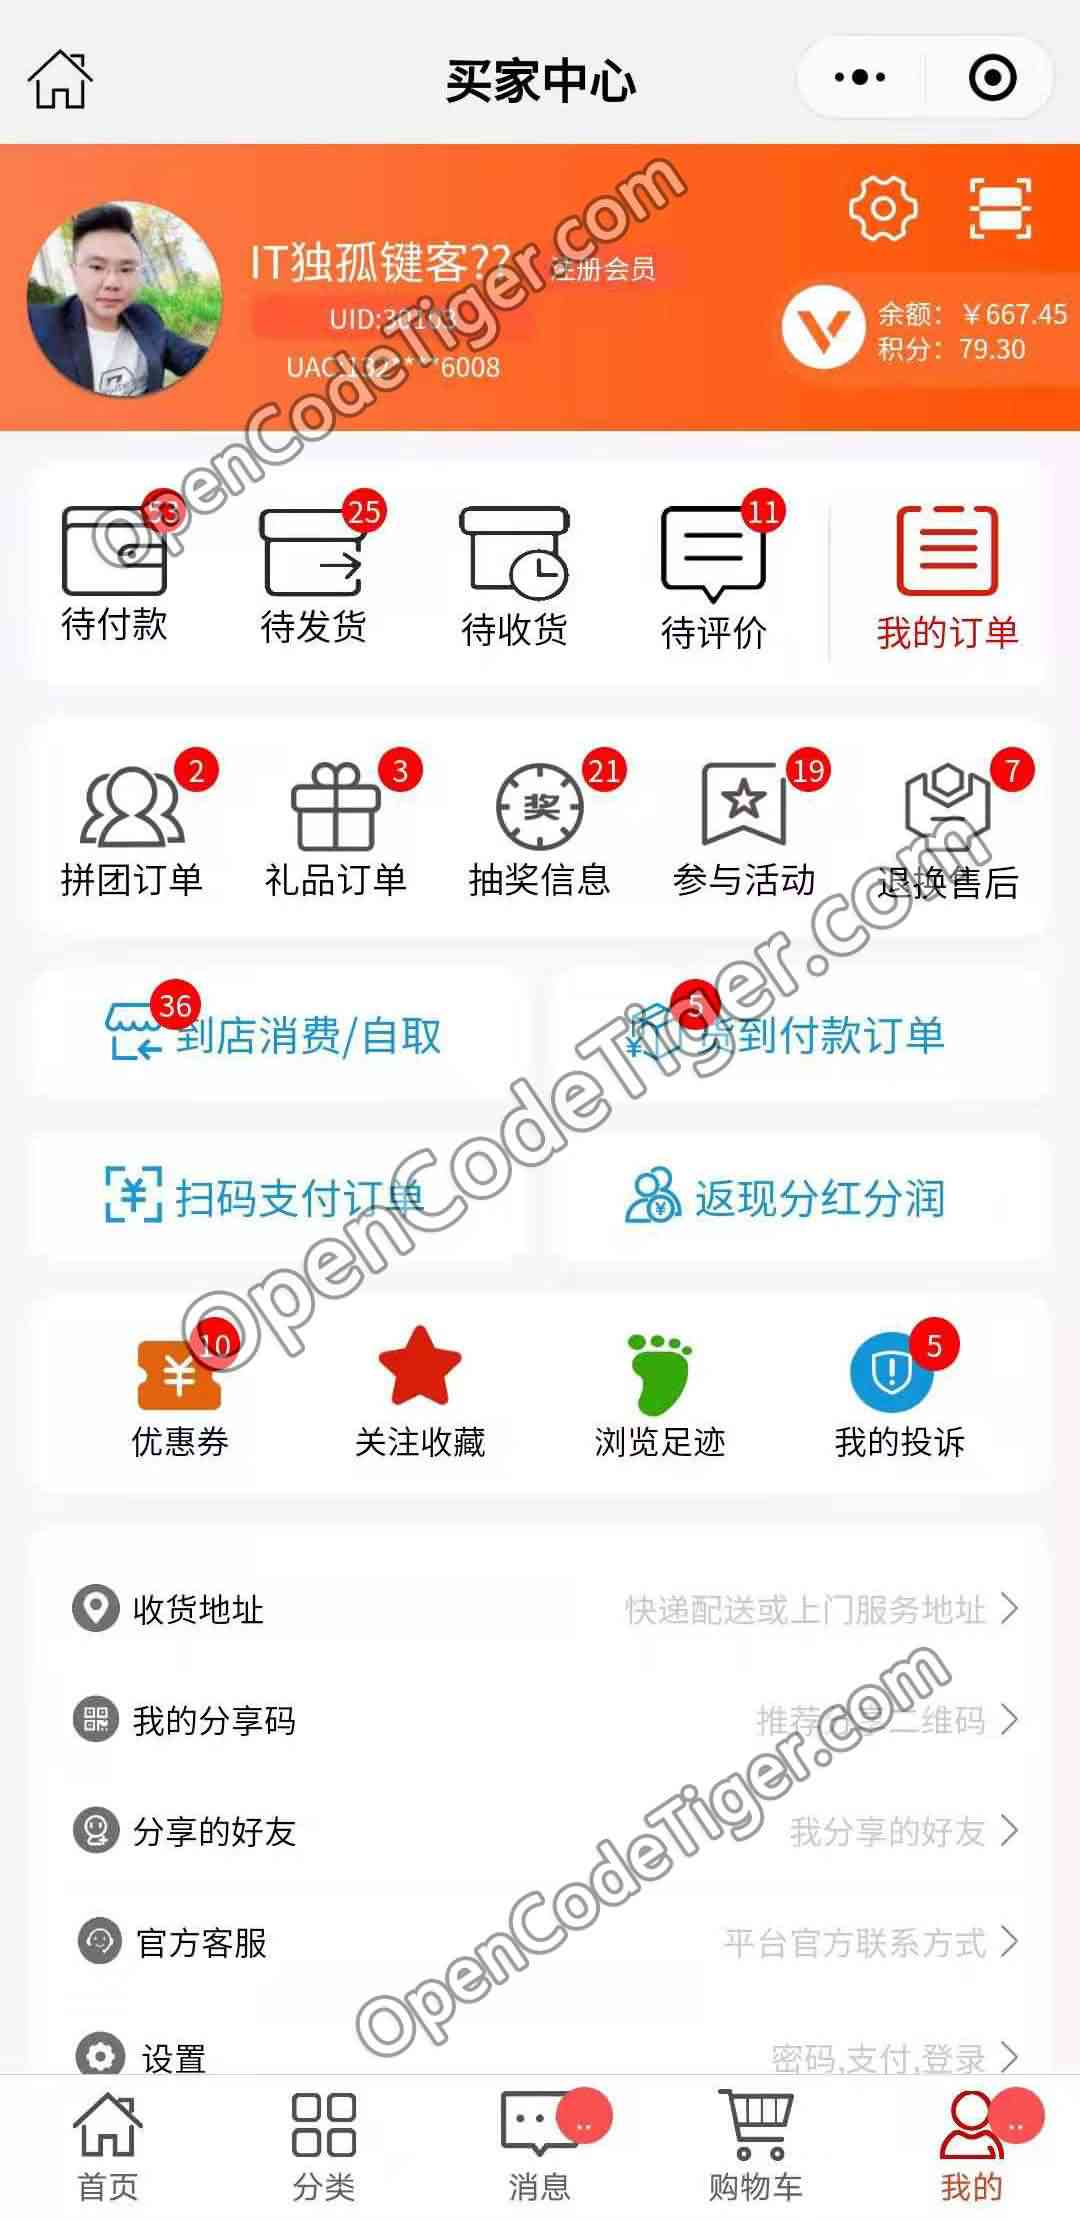 买家中心
IT独孤键客??
注册会员
UID:30103
UAC:132****6008
余额：￥667.45
积分：79.30
OpenCodeTiger.com
53
25
11
待付款
待发货
待收货
待评价
我的订单
2
3
21
19
7
奖
拼团订单
礼品订单
抽奖信息
参与活动
退换售后
36
到店消费/自取
5
货到付款订单
OpenCodeTiger.com
扫码支付订单
返现分红分润
10
5
优惠券
关注收藏
浏览足迹
我的投诉
收货地址
快递配送或上门服务地址
我的分享码
推荐分享二维码
分享的好友
我分享的好友
官方客服
平台官方联系方式
OpenCodeTiger.com
设置
密码,支付,登录
..
..
首页
分类
消息
购物车
我的